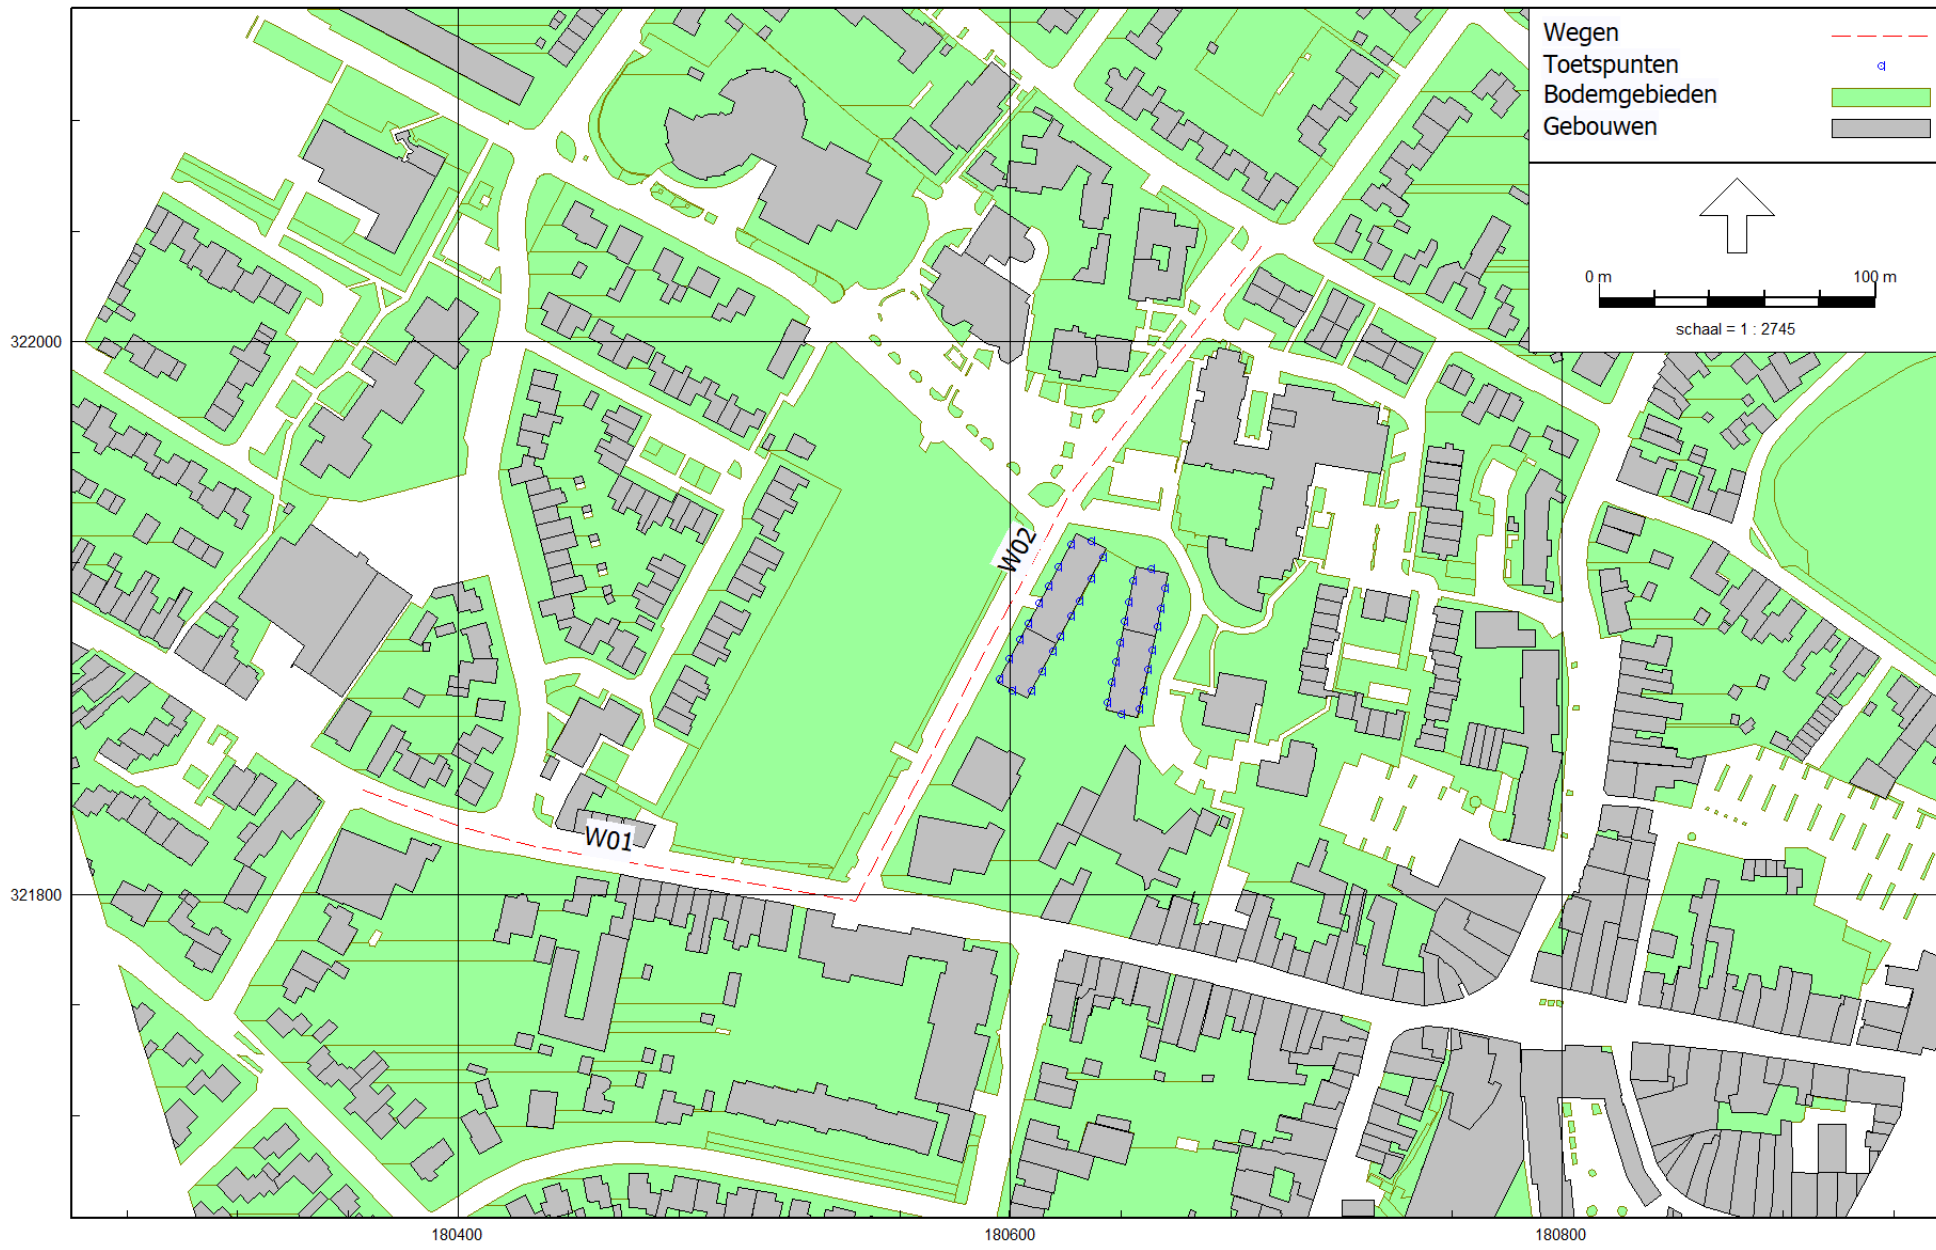 Wegen
Toetspunten
Bodemgebieden
Gebouwen
0 m 100 m
schaal = 1 : 2745
322000
W02
W01
321800
180400 180600 180800